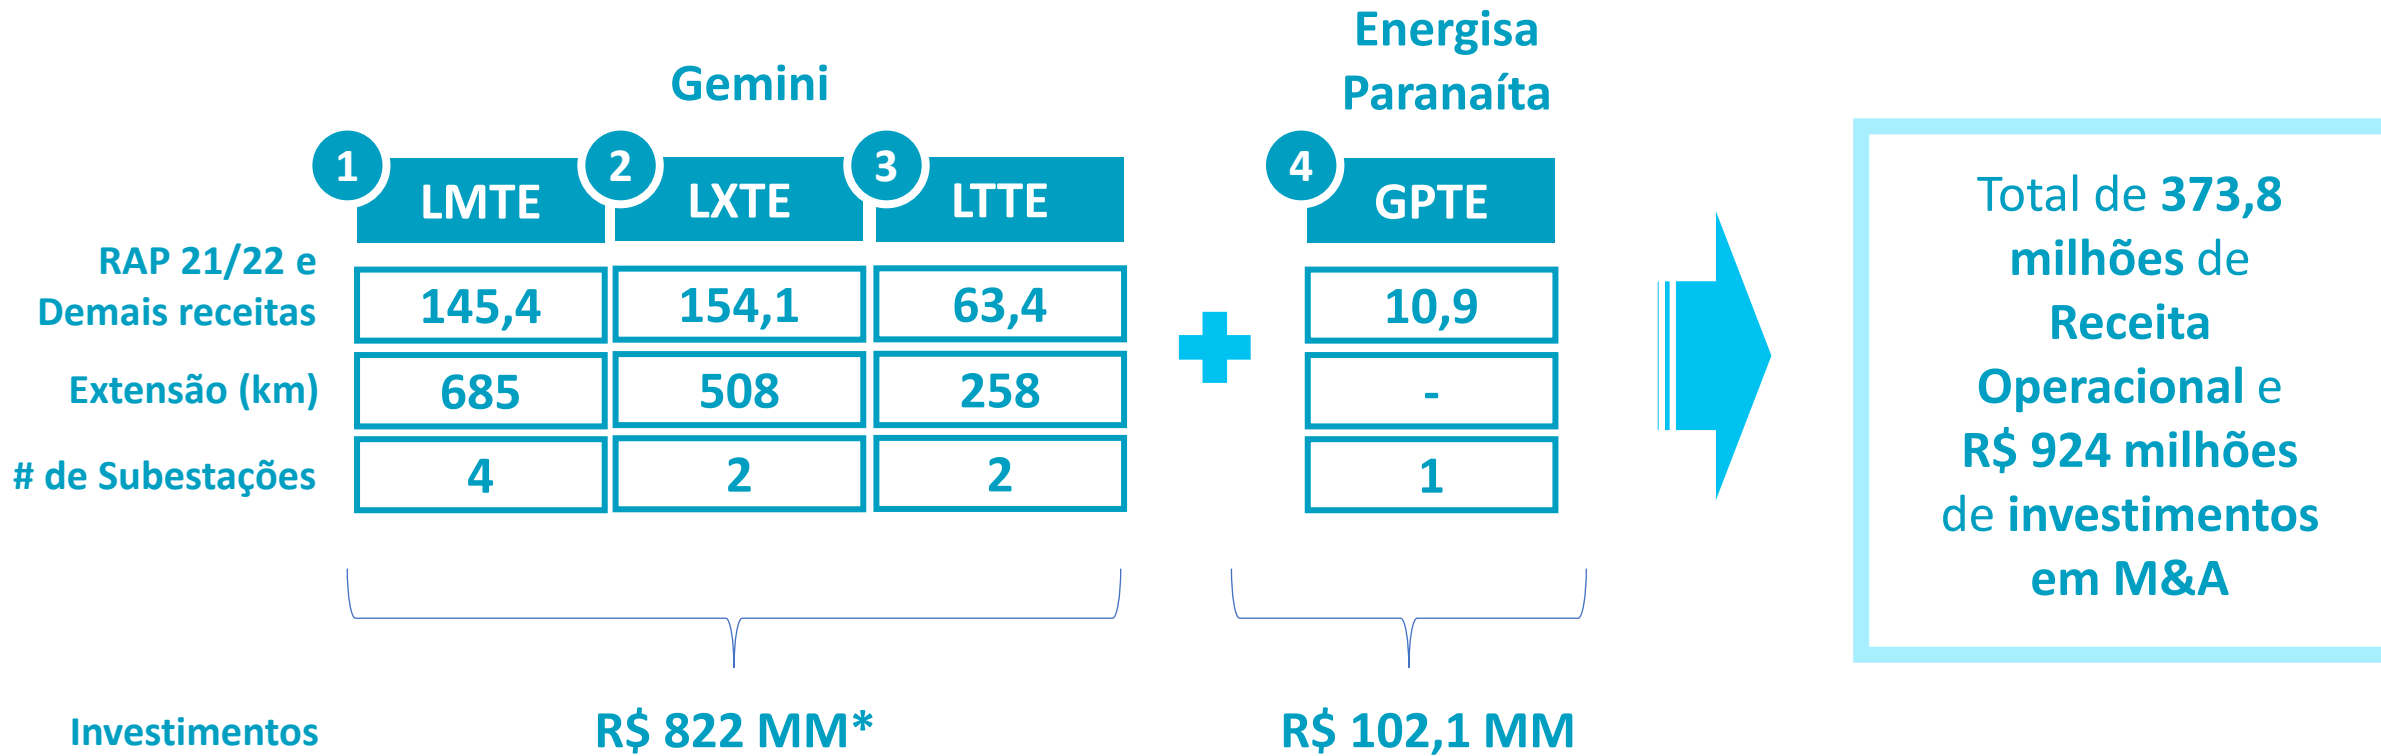 Gemini
Energisa
Paranaíta
1
2
3
4
LMTE
LXTE
LTTE
GPTE
RAP 21/22 e
Demais receitas
145,4
154,1
63,4
10,9
Extensão (km)
685
508
258
-
# de Subestações
4
2
2
1
Investimentos
R$ 822 MM*
R$ 102,1 MM
Total de 373,8
milhões de
Receita
Operacional e
R$ 924 milhões
de investimentos
em M&A